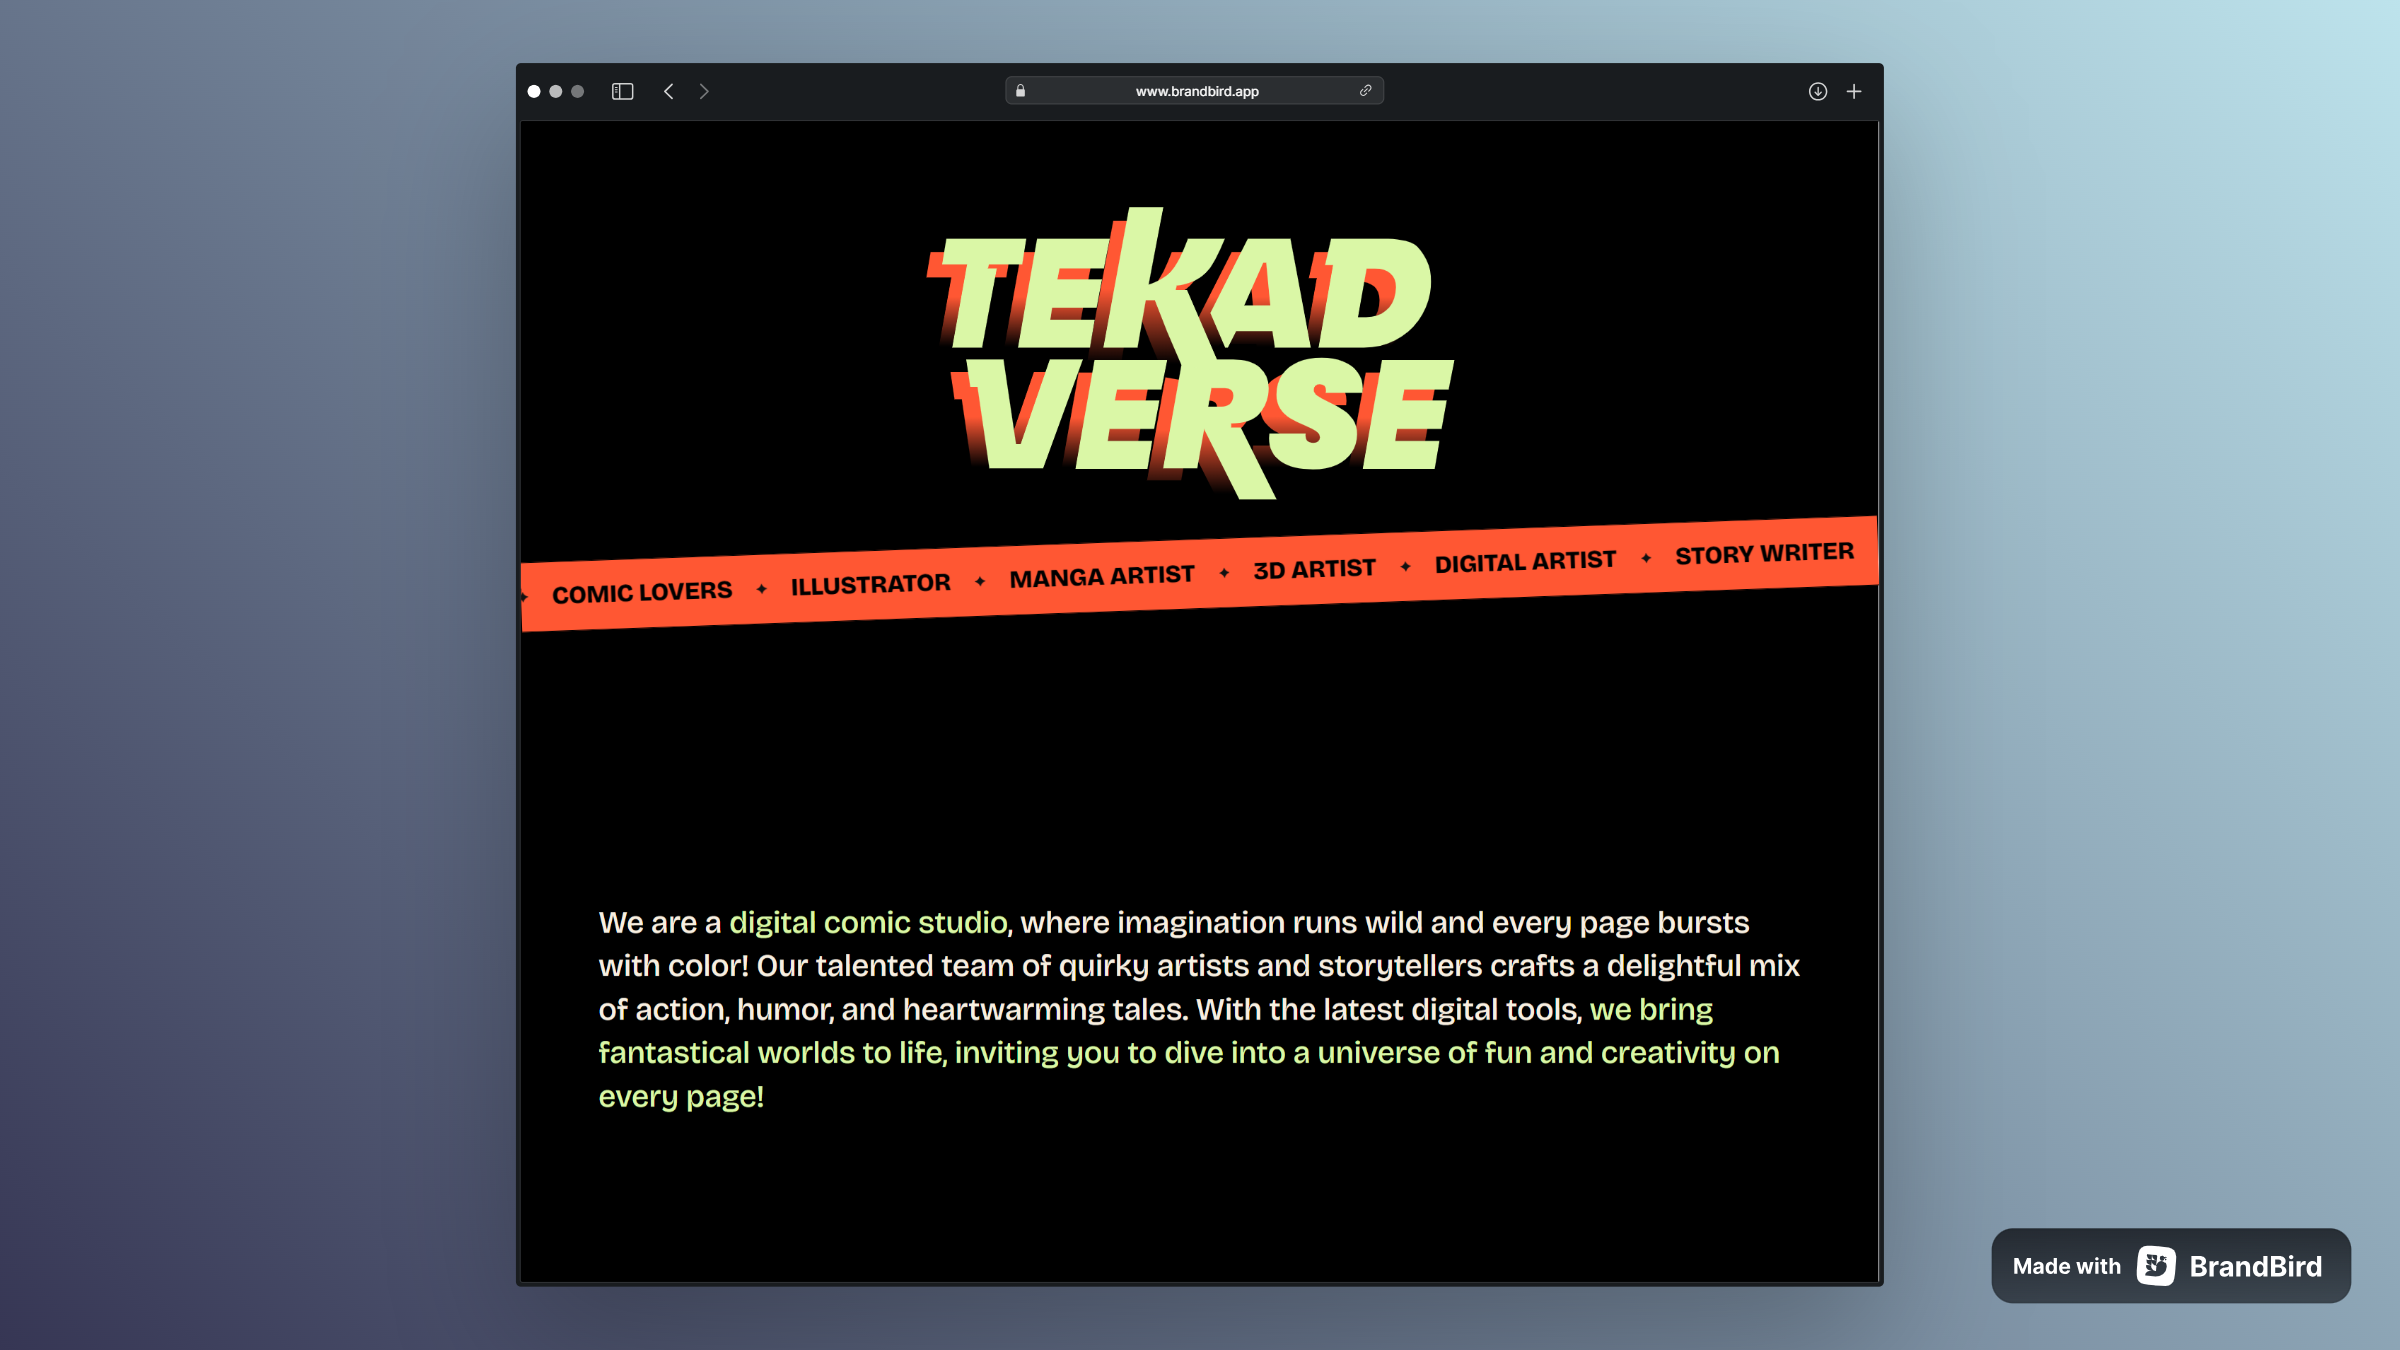 www.brandbird.app
TEKAD
VERSE
✦ COMIC LOVERS ✦ ILLUSTRATOR ✦ MANGA ARTIST ✦ 3D ARTIST ✦ DIGITAL ARTIST ✦ STORY WRITER
We are a digital comic studio, where imagination runs wild and every page bursts
with color! Our talented team of quirky artists and storytellers crafts a delightful mix
of action, humor, and heartwarming tales. With the latest digital tools, we bring
fantastical worlds to life, inviting you to dive into a universe of fun and creativity on
every page!
Made with BrandBird